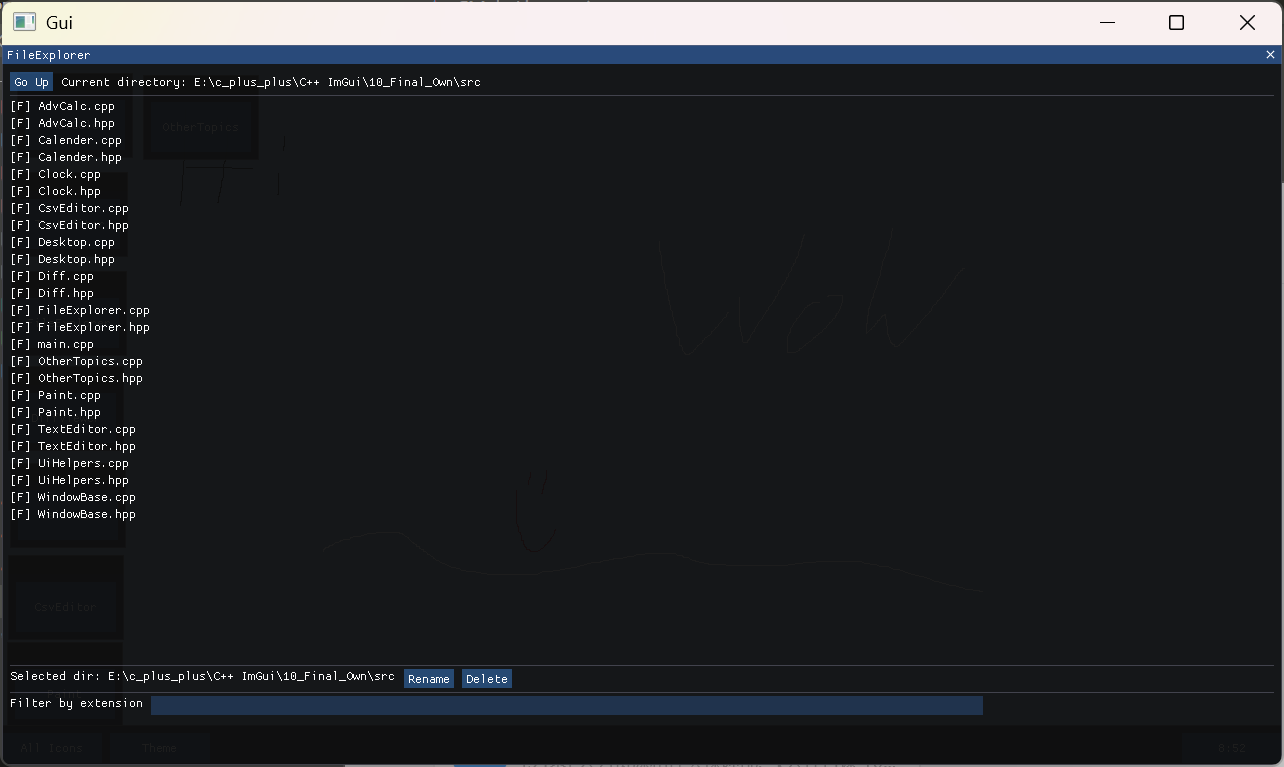 Gui
FileExplorer
Go Up Current directory: E:\c_plus_plus\C++ ImGui\10_Final_Own\src
[F] AdvCalc.cpp
[F] AdvCalc.hpp
OtherTopics
[F] Calender.cpp
[F] Calender.hpp
[F] Clock.cpp
[F] Clock.hpp
[F] CsvEditor.cpp
[F] CsvEditor.hpp
[F] Desktop.cpp
[F] Desktop.hpp
[F] Diff.cpp
[F] Diff.hpp
[F] FileExplorer.cpp
[F] FileExplorer.hpp
[F] main.cpp
[F] OtherTopics.cpp
[F] OtherTopics.hpp
[F] Paint.cpp
[F] Paint.hpp
[F] TextEditor.cpp
[F] TextEditor.hpp
[F] UiHelpers.cpp
[F] UiHelpers.hpp
[F] WindowBase.cpp
[F] WindowBase.hpp
WoW
CsvEditor
Selected dir: E:\c_plus_plus\C++ ImGui\10_Final_Own\src Rename Delete
Filter by extension
All Icons Theme 8:52